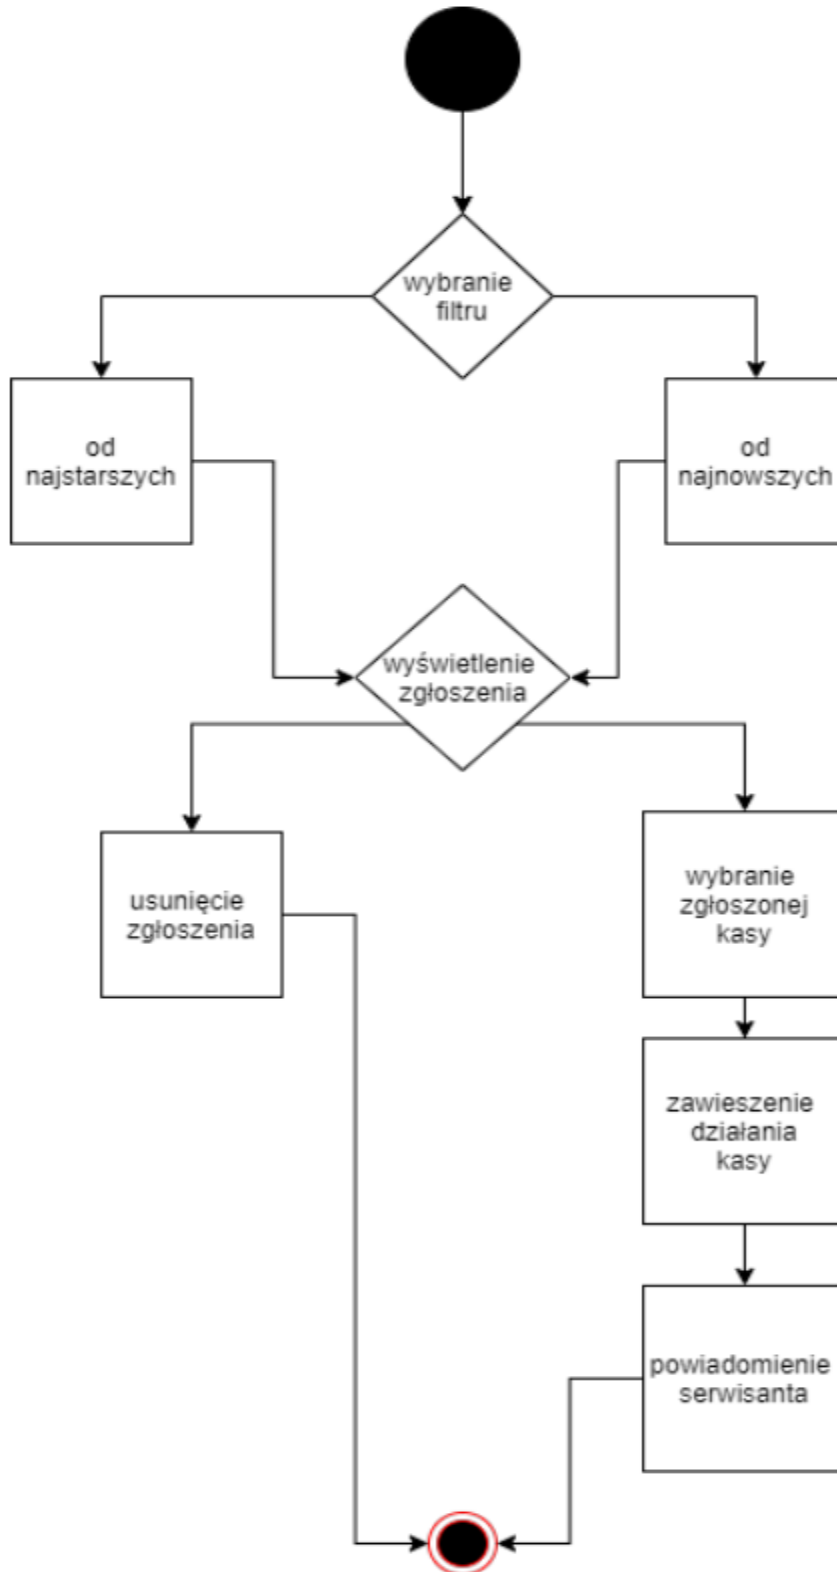 wybranie
filtru
od
najstarszych
od
najnowszych
wyświetlenie
zgłoszenia
usunięcie
zgłoszenia
wybranie
zgłoszonej
kasy
zawieszenie
działania
kasy
powiadomienie
serwisanta